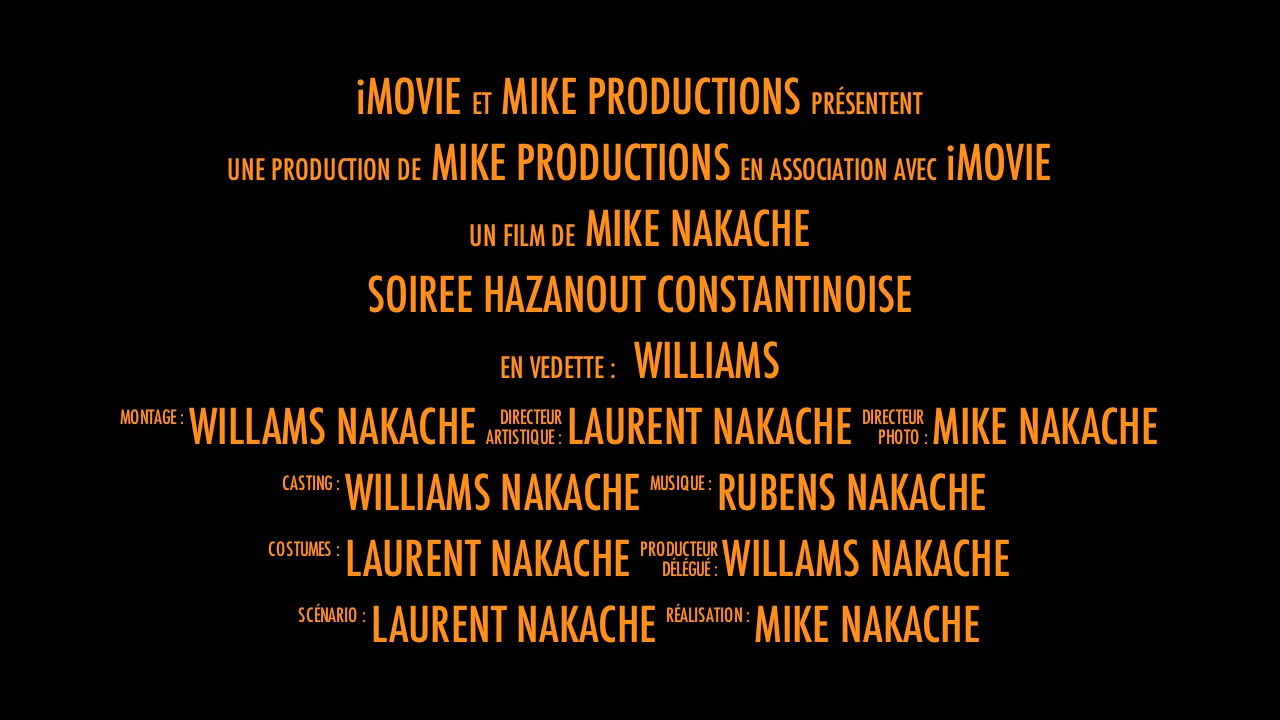 iMOVIE ET MIKE PRODUCTIONS PRÉSENTENT
UNE PRODUCTION DE MIKE PRODUCTIONS EN ASSOCIATION AVEC iMOVIE
UN FILM DE MIKE NAKACHE
SOIREE HAZANOUT CONSTANTINOISE
EN VEDETTE : WILLIAMS
MONTAGE : WILLAMS NAKACHE DIRECTEUR ARTISTIQUE : LAURENT NAKACHE DIRECTEUR PHOTO : MIKE NAKACHE
CASTING : WILLIAMS NAKACHE MUSIQUE : RUBENS NAKACHE
COSTUMES : LAURENT NAKACHE PRODUCTEUR DÉLÉGUÉ : WILLAMS NAKACHE
SCÉNARIO : LAURENT NAKACHE RÉALISATION : MIKE NAKACHE